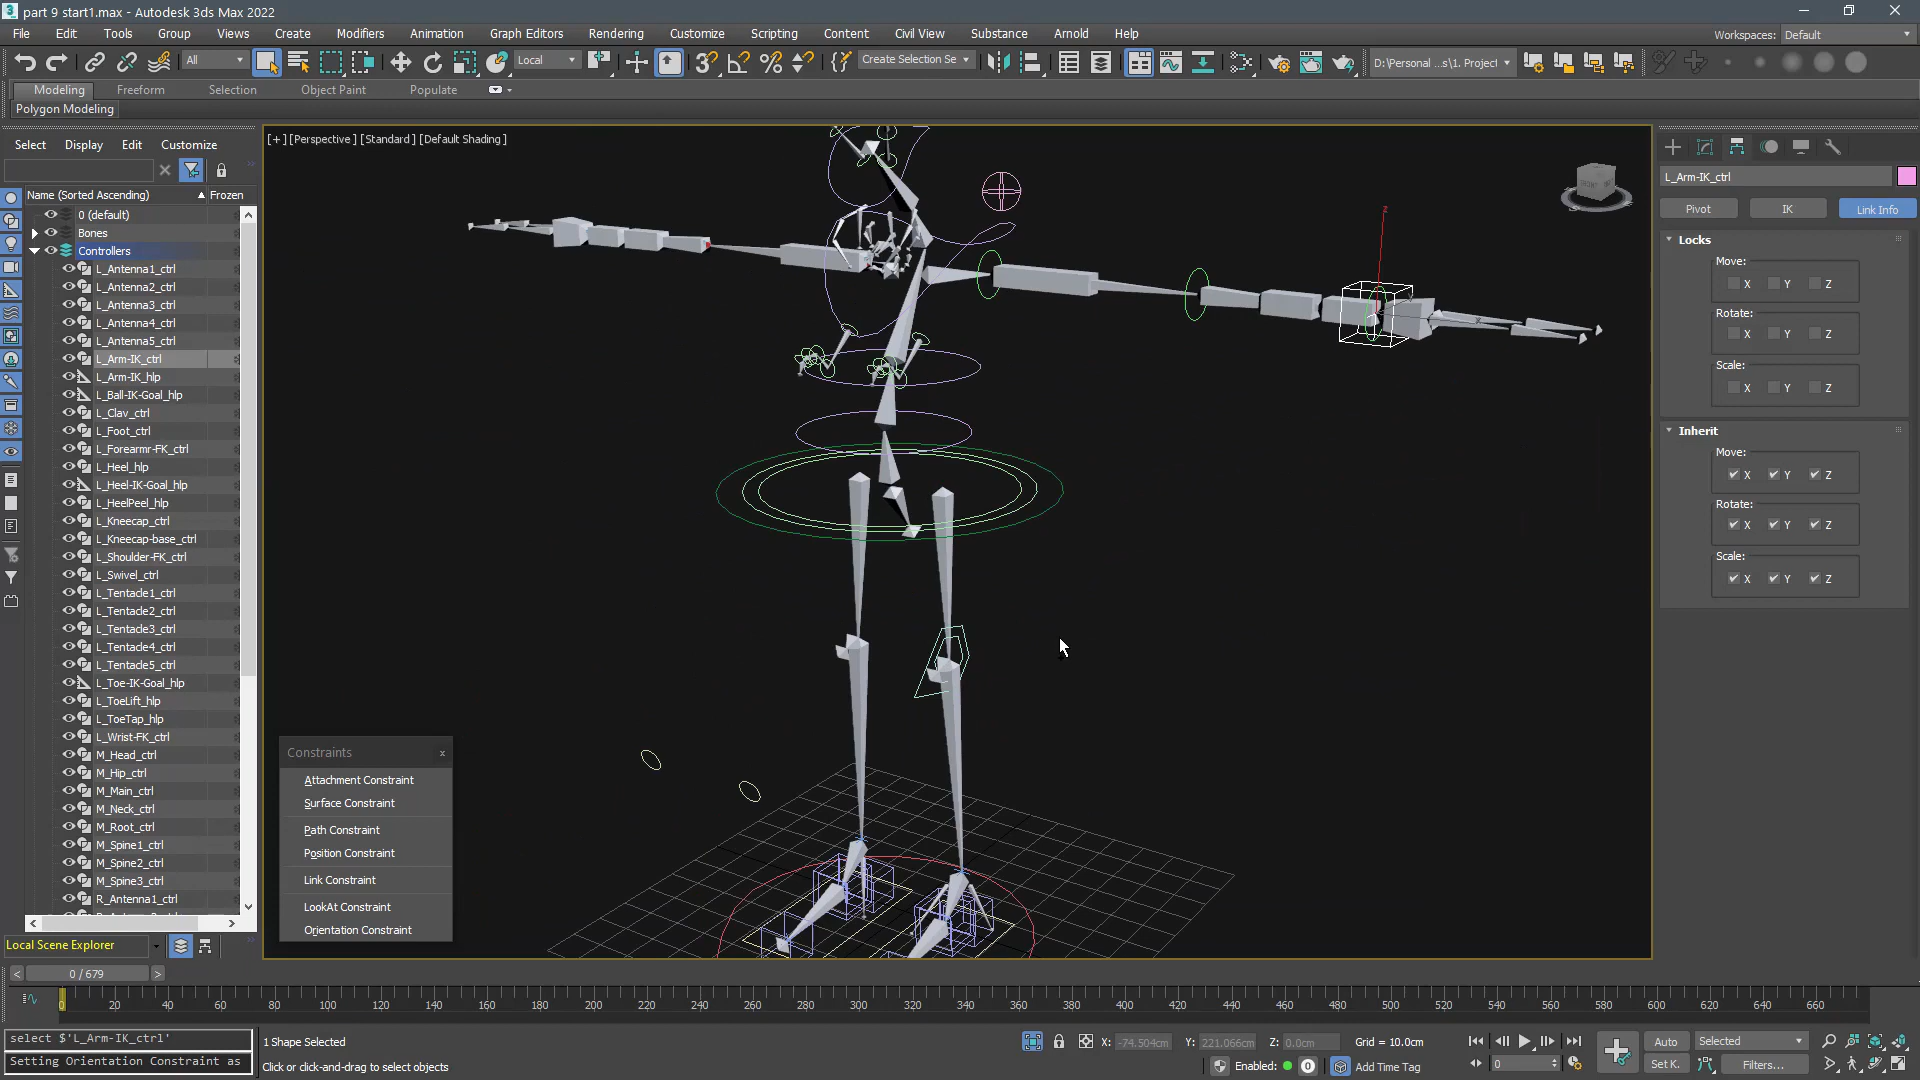 part 9 start1.max - Autodesk 3ds Max 2022
File Edit Tools Group Views Create Modifiers Animation Graph Editors Rendering Customize Scripting Content Civil View Substance Arnold Help
Workspaces: Default
All Local Create Selection Se D:\Personal ...s\1. Project
Modeling Freeform Selection Object Paint Populate
Polygon Modeling
Select Display Edit Customize
Name (Sorted Ascending) Frozen
0 (default)
Bones
Controllers
L_Antenna1_ctrl
L_Antenna2_ctrl
L_Antenna3_ctrl
L_Antenna4_ctrl
L_Antenna5_ctrl
L_Arm-IK_ctrl
L_Arm-IK_hlp
L_Ball-IK-Goal_hlp
L_Clav_ctrl
L_Foot_ctrl
L_Forearmr-FK_ctrl
L_Heel_hlp
L_Heel-IK-Goal_hlp
L_HeelPeel_hlp
L_Kneecap_ctrl
L_Kneecap-base_ctrl
L_Shoulder-FK_ctrl
L_Swivel_ctrl
L_Tentacle1_ctrl
L_Tentacle2_ctrl
L_Tentacle3_ctrl
L_Tentacle4_ctrl
L_Tentacle5_ctrl
L_Toe-IK-Goal_hlp
L_ToeLift_hlp
L_ToeTap_hlp
L_Wrist-FK_ctrl
M_Head_ctrl
M_Hip_ctrl
M_Main_ctrl
M_Neck_ctrl
M_Root_ctrl
M_Spine1_ctrl
M_Spine2_ctrl
M_Spine3_ctrl
R_Antenna1_ctrl
Local Scene Explorer
[+] [Perspective ] [Standard ] [Default Shading ]
z
x
Constraints x
Attachment Constraint
Surface Constraint
Path Constraint
Position Constraint
Link Constraint
LookAt Constraint
Orientation Constraint
L_Arm-IK_ctrl
Pivot IK Link Info
Locks
Move:
X Y Z
Rotate:
X Y Z
Scale:
X Y Z
Inherit
Move:
X Y Z
Rotate:
X Y Z
Scale:
X Y Z
< 0 / 679 >
0 20 40 60 80 100 120 140 160 180 200 220 240 260 280 300 320 340 360 380 400 420 440 460 480 500 520 540 560 580 600 620 640 660
select $'L_Arm-IK_ctrl'
Setting Orientation Constraint as
1 Shape Selected
Click or click-and-drag to select objects
X: -74.504cm Y: 221.066cm Z: 0.0cm Grid = 10.0cm
Enabled: 0 Add Time Tag
0
Auto Selected
Set K. Filters...